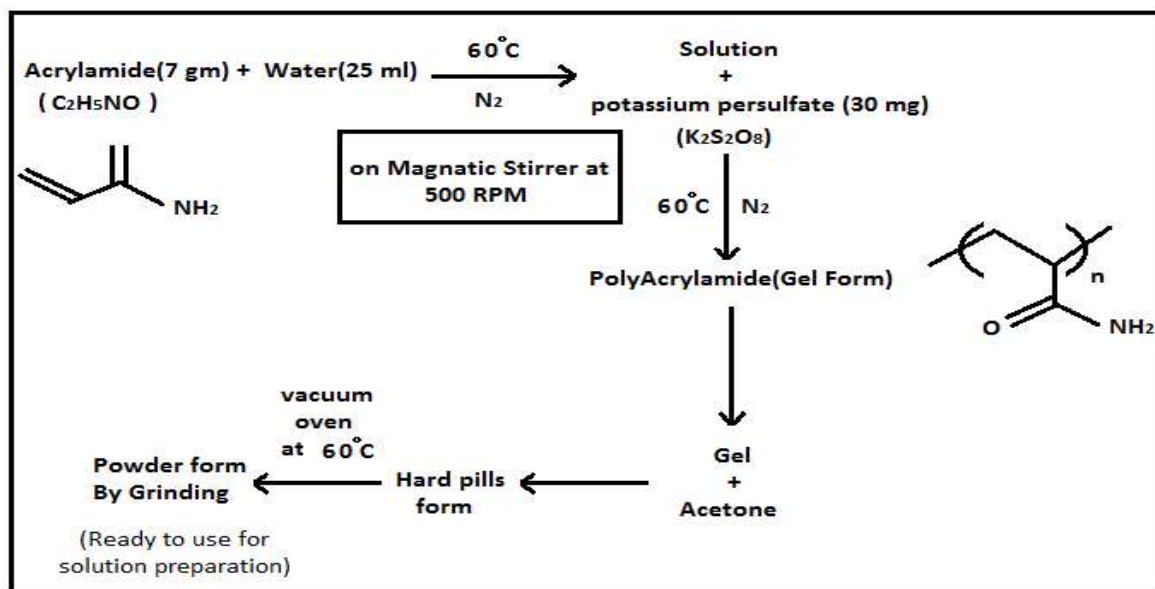 Acrylamide(7 gm) + Water(25 ml)
( C2H5NO )
NH2
60°C
N2
Solution
+
potassium persulfate (30 mg)
(K2S2O8)
on Magnatic Stirrer at
500 RPM
60°C N2
PolyAcrylamide(Gel Form)
n
O
NH2
Gel
+
Acetone
Hard pills
form
vacuum
oven
at 60°C
Powder form
By Grinding
(Ready to use for
solution preparation)